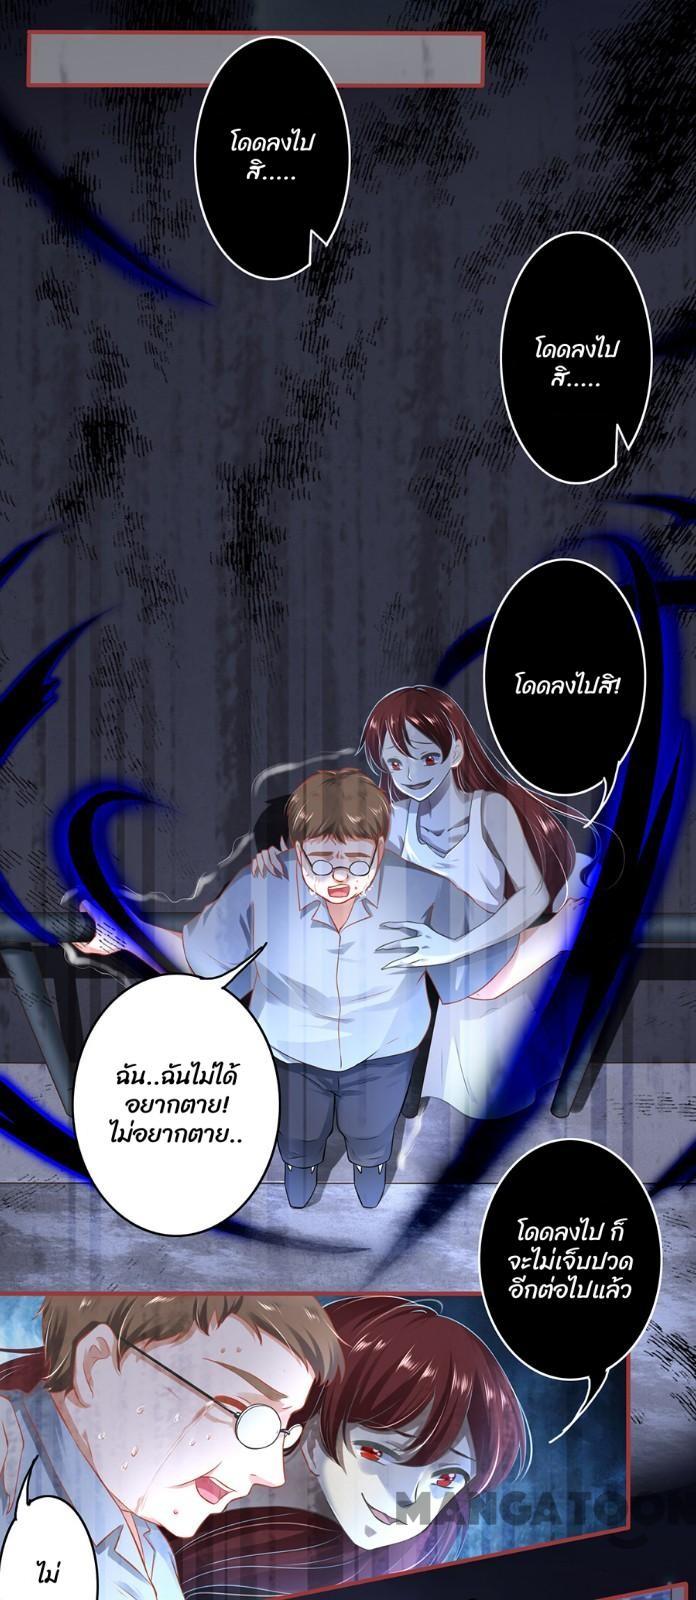 โดดลงไป
สิ.....
โดดลงไป
สิ.....
โดดลงไปสิ!
ฉัน..ฉันไม่ได้
อยากตาย!
ไม่อยากตาย..
โดดลงไป ก็
จะไม่เจ็บปวด
อีกต่อไปแล้ว
MANGATOON
ไม่